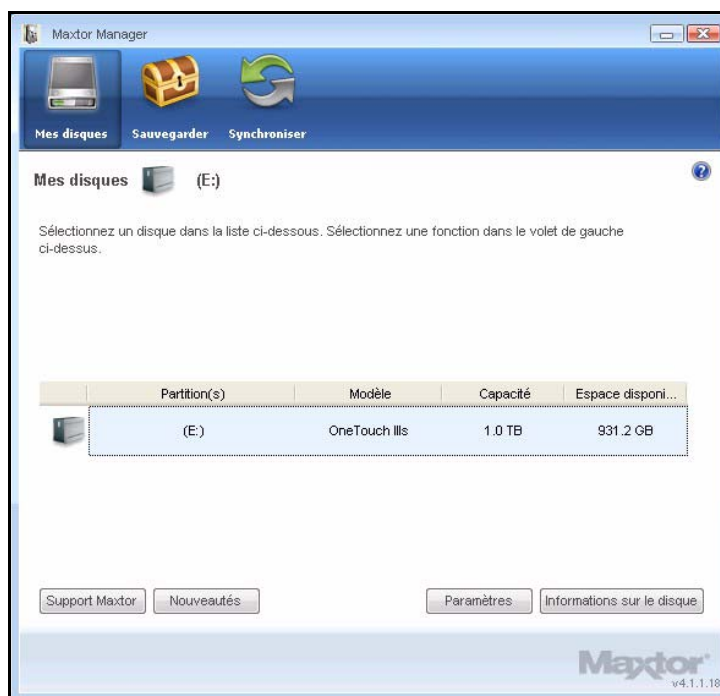 Maxtor Manager
Mes disques Sauvegarder Synchroniser
Mes disques (E:)
Sélectionnez un disque dans la liste ci-dessous. Sélectionnez une fonction dans le volet de gauche
ci-dessus.
Partition(s) Modèle Capacité Espace disponi...
(E:) OneTouch IIIs 1.0 TB 931.2 GB
Support Maxtor Nouveautés Paramètres Informations sur le disque
Maxtor
v4.1.1.18